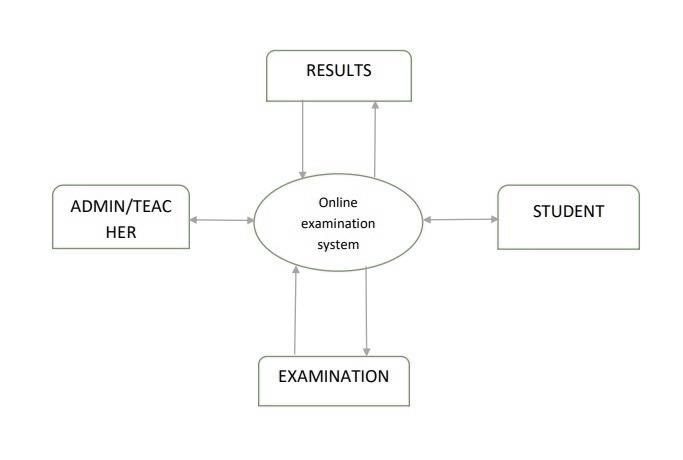 RESULTS
ADMIN/TEAC
HER
Online
examination
system
STUDENT
EXAMINATION